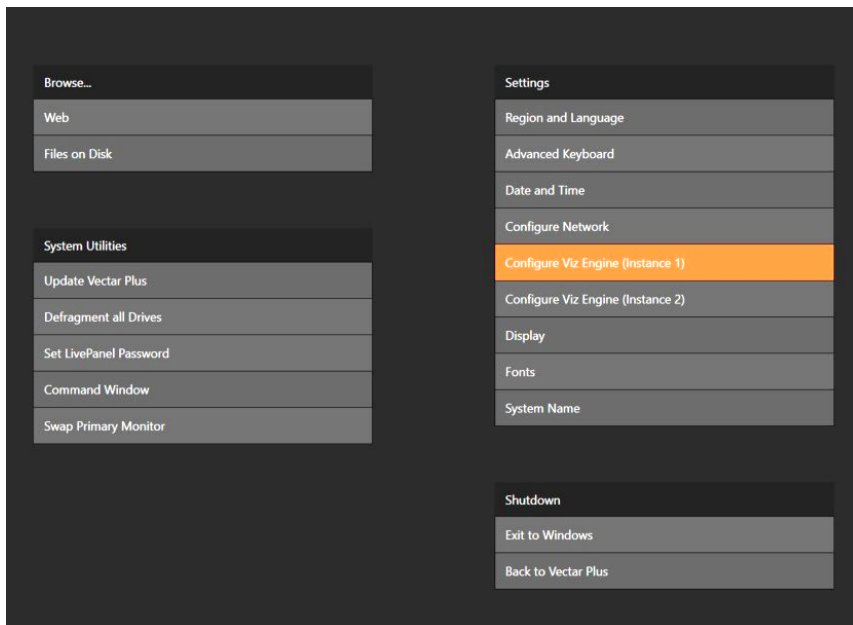 Browse...
Web
Files on Disk
System Utilities
Update Vectar Plus
Defragment all Drives
Set LivePanel Password
Command Window
Swap Primary Monitor
Settings
Region and Language
Advanced Keyboard
Date and Time
Configure Network
Configure Viz Engine (Instance 1)
Configure Viz Engine (Instance 2)
Display
Fonts
System Name
Shutdown
Exit to Windows
Back to Vectar Plus